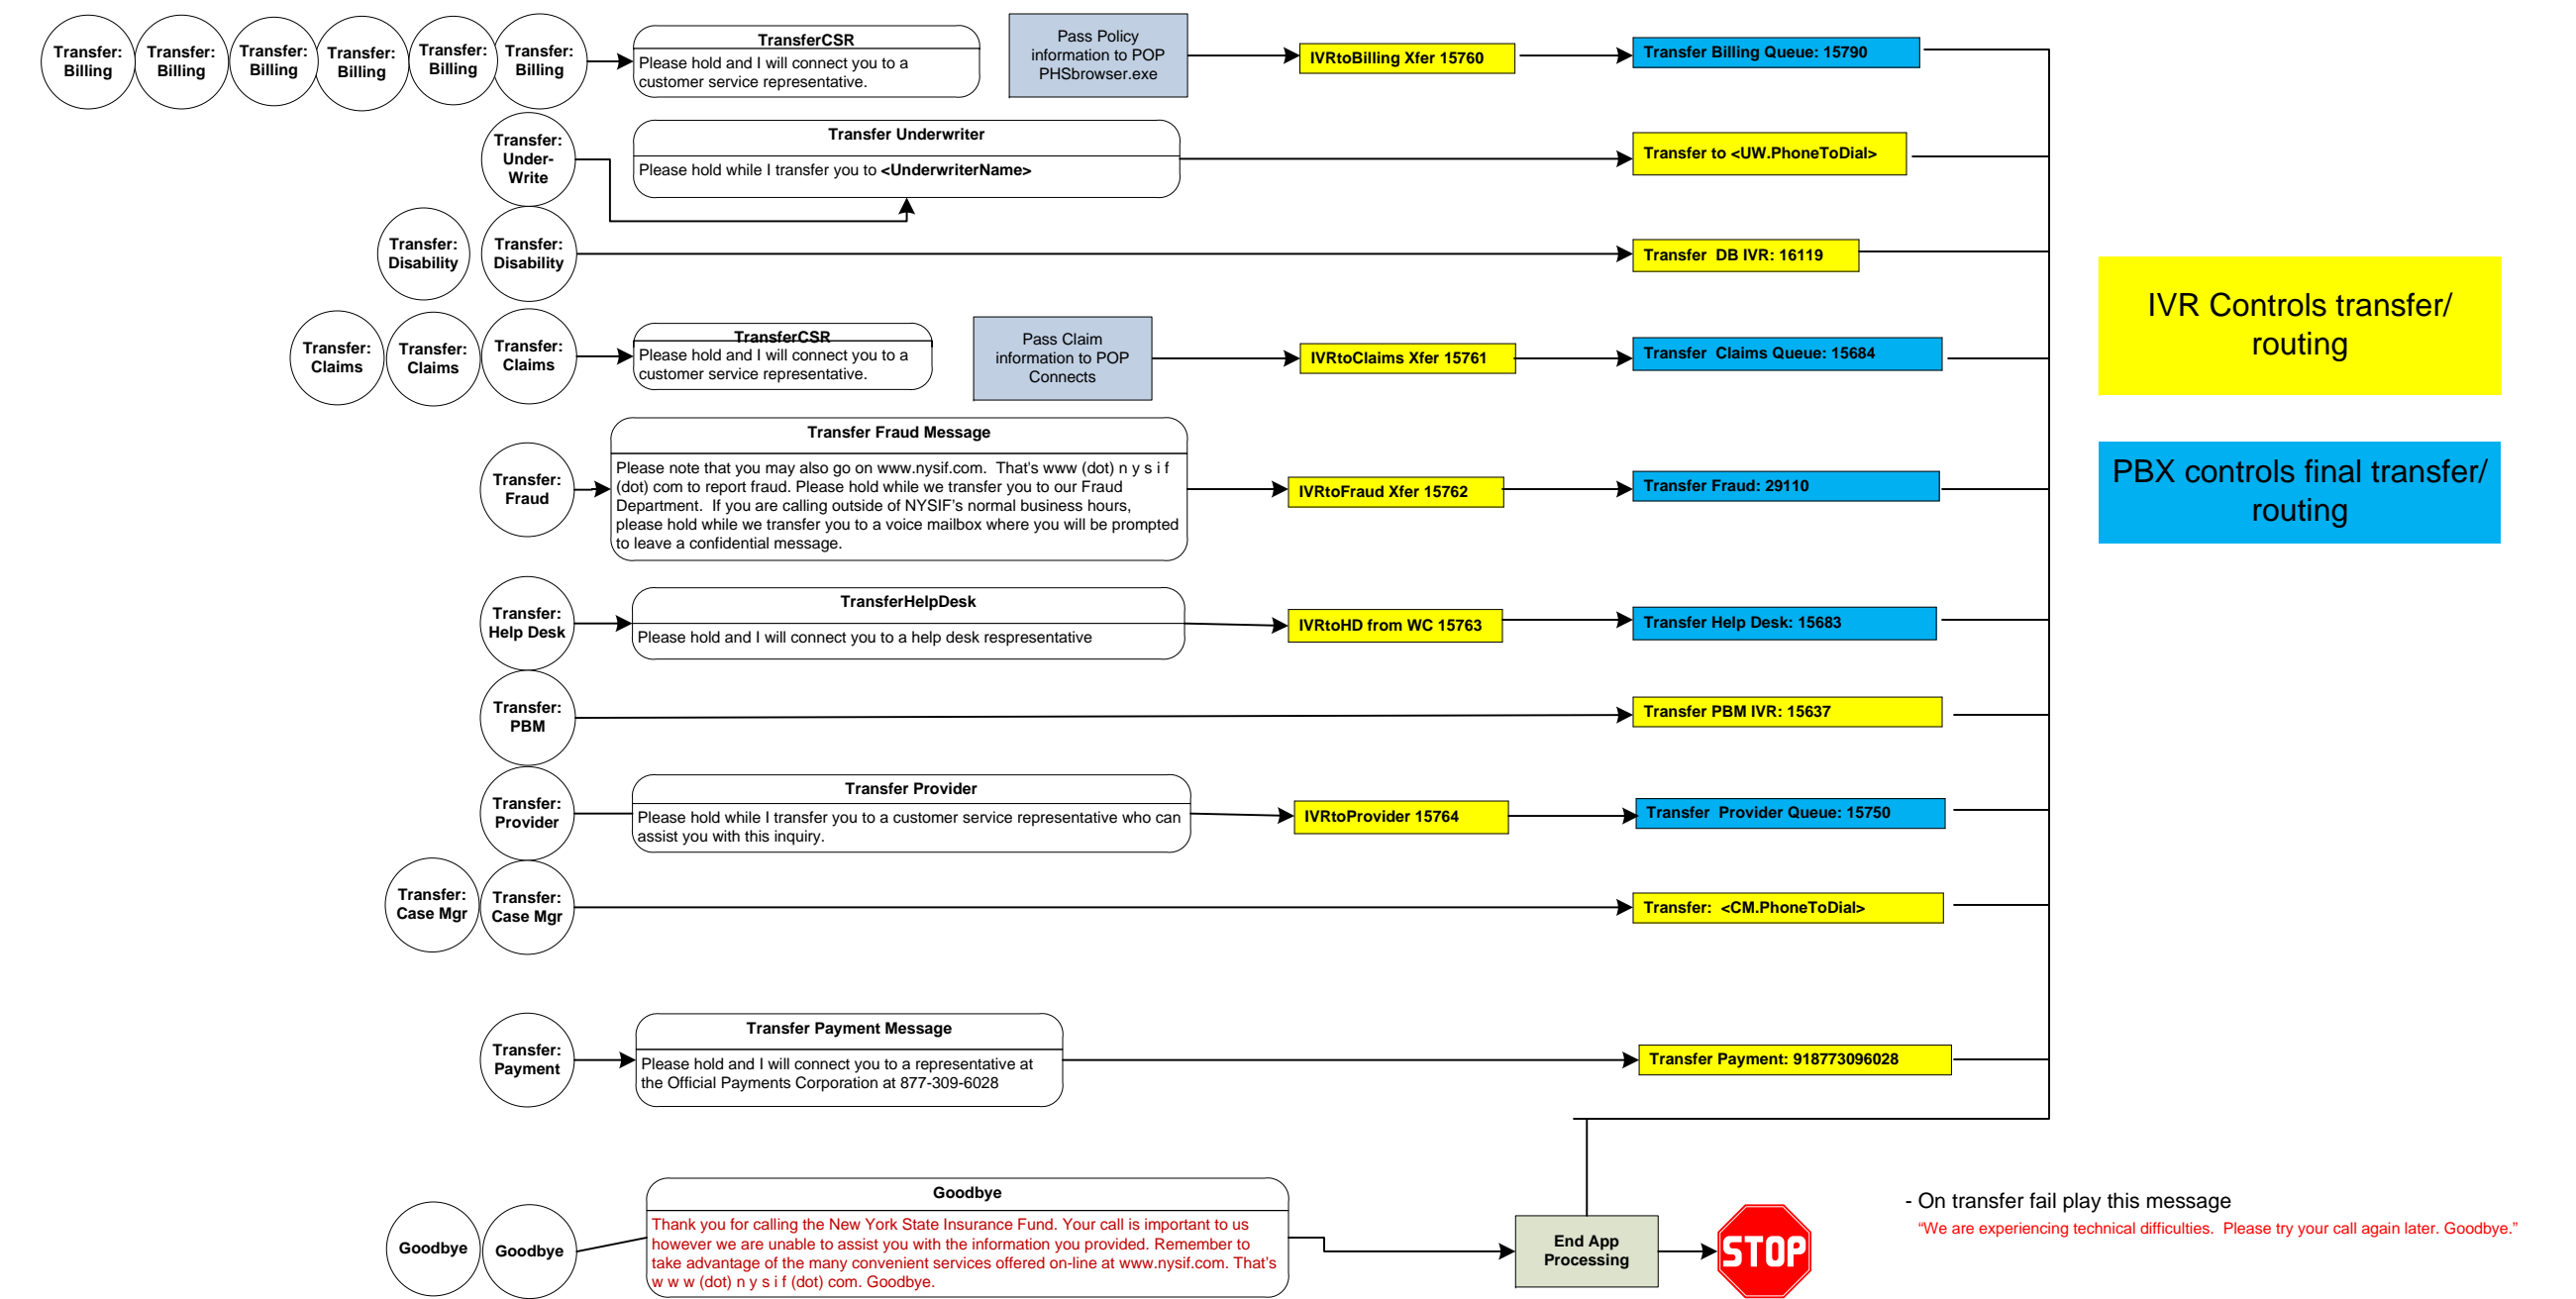 Transfer:
Billing
Transfer:
Billing
Transfer:
Billing
Transfer:
Billing
Transfer:
Billing
Transfer:
Billing
TransferCSR
Please hold and I will connect you to a
customer service representative.
Pass Policy
information to POP
PHSbrowser.exe
IVRtoBilling Xfer 15760
Transfer Billing Queue: 15790
Transfer:
Under-
Write
Transfer Underwriter
Please hold while I transfer you to <UnderwriterName>
Transfer to <UW.PhoneToDial>
Transfer:
Disability
Transfer:
Disability
Transfer  DB IVR: 16119
IVR Controls transfer/
routing
Transfer:
Claims
Transfer:
Claims
Transfer:
Claims
TransferCSR
Please hold and I will connect you to a
customer service representative.
Pass Claim
information to POP
Connects
IVRtoClaims Xfer 15761
Transfer  Claims Queue: 15684
PBX controls final transfer/
routing
Transfer:
Fraud
Transfer Fraud Message
Please note that you may also go on www.nysif.com.  That's www (dot) n y s i f
(dot) com to report fraud. Please hold while we transfer you to our Fraud
Department.  If you are calling outside of NYSIF's normal business hours,
please hold while we transfer you to a voice mailbox where you will be prompted
to leave a confidential message.
IVRtoFraud Xfer 15762
Transfer Fraud: 29110
Transfer:
Help Desk
TransferHelpDesk
Please hold and I will connect you to a help desk respresentative
IVRtoHD from WC 15763
Transfer Help Desk: 15683
Transfer:
PBM
Transfer PBM IVR: 15637
Transfer:
Provider
Transfer Provider
Please hold while I transfer you to a customer service representative who can
assist you with this inquiry.
IVRtoProvider 15764
Transfer  Provider Queue: 15750
Transfer:
Case Mgr
Transfer:
Case Mgr
Transfer:  <CM.PhoneToDial>
Transfer:
Payment
Transfer Payment Message
Please hold and I will connect you to a representative at
the Official Payments Corporation at 877-309-6028
Transfer Payment: 918773096028
Goodbye
Goodbye
Goodbye
Thank you for calling the New York State Insurance Fund. Your call is important to us
however we are unable to assist you with the information you provided. Remember to
take advantage of the many convenient services offered on-line at www.nysif.com. That's
w w w (dot) n y s i f (dot) com. Goodbye.
End App
Processing
STOP
- On transfer fail play this message
“We are experiencing technical difficulties.  Please try your call again later. Goodbye.”